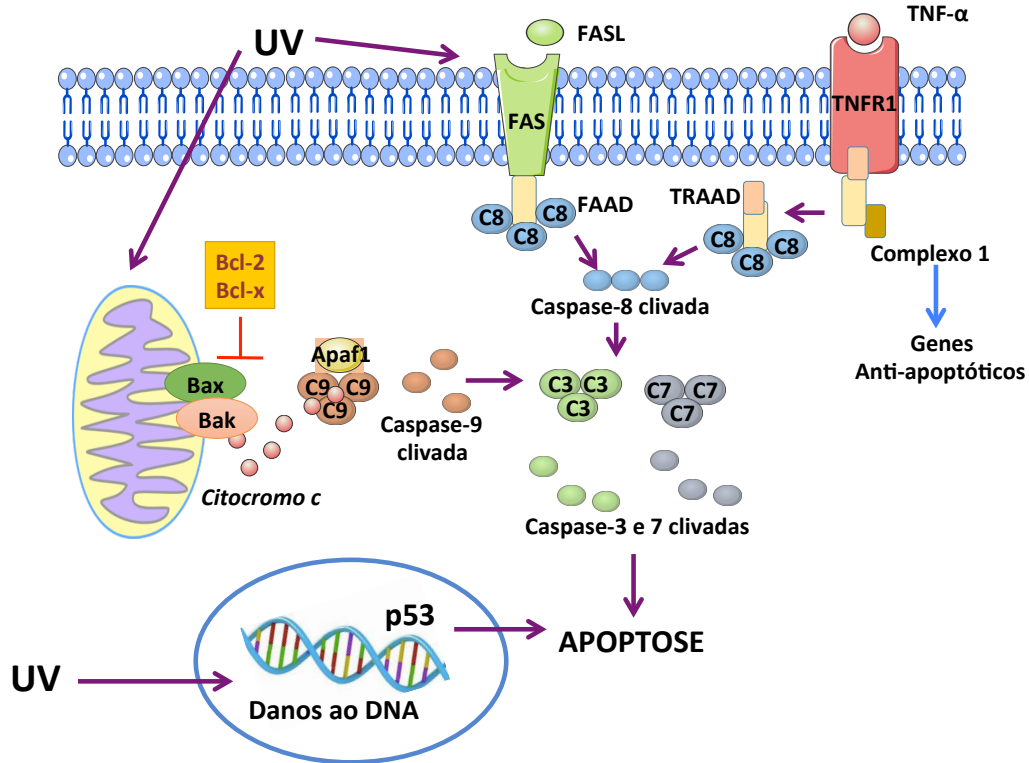 TNF-α
UV
FASL
FAS
TNFR1
FAAD
TRAAD
C8
C8
C8
C8
C8
C8
Complexo 1
Bcl-2
Bcl-x
Caspase-8 clivada
Genes
Anti-apoptóticos
Apaf1
Bax
Bak
C9
C9
C9
C3
C3
C3
C7
C7
C7
Caspase-9
clivada
Citocromo c
Caspase-3 e 7 clivadas
p53
APOPTOSE
UV
Danos ao DNA